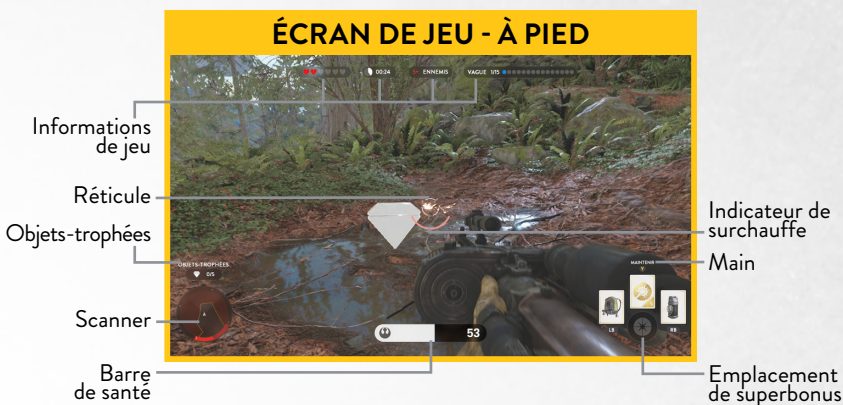 ÉCRAN DE JEU - À PIED
00:24
ENNEMIS
VAGUE 1/15
Informations
de jeu
Réticule
Objets-trophées
OBJETS-TROPHÉES
0/5
Indicateur de
surchauffe
Main
MAINTENIR
Y
LB
RB
Scanner
53
Barre
de santé
Emplacement
de superbonus